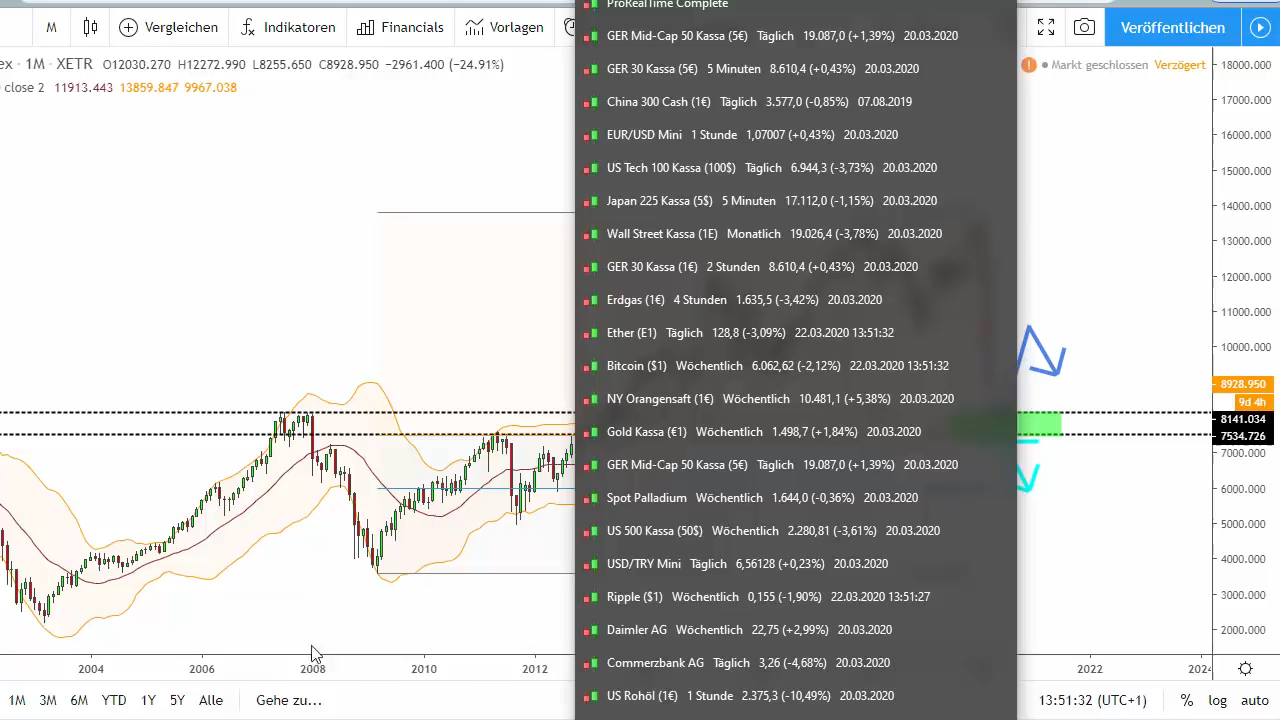 M Vergleichen Indikatoren Financials Vorlagen
Veröffentlichen
ex · 1M · XETR O12030.270 H12272.990 L8255.650 C8928.950 −2961.400 (−24.91%)
close 2 11913.443 13859.847 9967.038
Markt geschlossen Verzögert
ProRealTime Complete
GER Mid-Cap 50 Kassa (5€) Täglich 19.087,0 (+1,39%) 20.03.2020
GER 30 Kassa (5€) 5 Minuten 8.610,4 (+0,43%) 20.03.2020
China 300 Cash (1€) Täglich 3.577,0 (-0,85%) 07.08.2019
EUR/USD Mini 1 Stunde 1,07007 (+0,43%) 20.03.2020
US Tech 100 Kassa (100$) Täglich 6.944,3 (-3,73%) 20.03.2020
Japan 225 Kassa (5$) 5 Minuten 17.112,0 (-1,15%) 20.03.2020
Wall Street Kassa (1E) Monatlich 19.026,4 (-3,78%) 20.03.2020
GER 30 Kassa (1€) 2 Stunden 8.610,4 (+0,43%) 20.03.2020
Erdgas (1€) 4 Stunden 1.635,5 (-3,42%) 20.03.2020
Ether (E1) Täglich 128,8 (-3,09%) 22.03.2020 13:51:32
Bitcoin ($1) Wöchentlich 6.062,62 (-2,12%) 22.03.2020 13:51:32
NY Orangensaft (1€) Wöchentlich 10.481,1 (+5,38%) 20.03.2020
Gold Kassa (€1) Wöchentlich 1.498,7 (+1,84%) 20.03.2020
GER Mid-Cap 50 Kassa (5€) Täglich 19.087,0 (+1,39%) 20.03.2020
Spot Palladium Wöchentlich 1.644,0 (-0,36%) 20.03.2020
US 500 Kassa (50$) Wöchentlich 2.280,81 (-3,61%) 20.03.2020
USD/TRY Mini Täglich 6,56128 (+0,23%) 20.03.2020
Ripple ($1) Wöchentlich 0,155 (-1,90%) 22.03.2020 13:51:27
Daimler AG Wöchentlich 22,75 (+2,99%) 20.03.2020
Commerzbank AG Täglich 3,26 (-4,68%) 20.03.2020
US Rohöl (1€) 1 Stunde 2.375,3 (-10,49%) 20.03.2020
18000.000
17000.000
16000.000
15000.000
14000.000
13000.000
12000.000
11000.000
10000.000
8928.950
9d 4h
8141.034
7534.726
7000.000
6000.000
5000.000
4000.000
3000.000
2000.000
2004 2006 2008 2010 2012 2022 2024
1M 3M 6M YTD 1Y 5Y Alle Gehe zu... 13:51:32 (UTC+1) % log auto